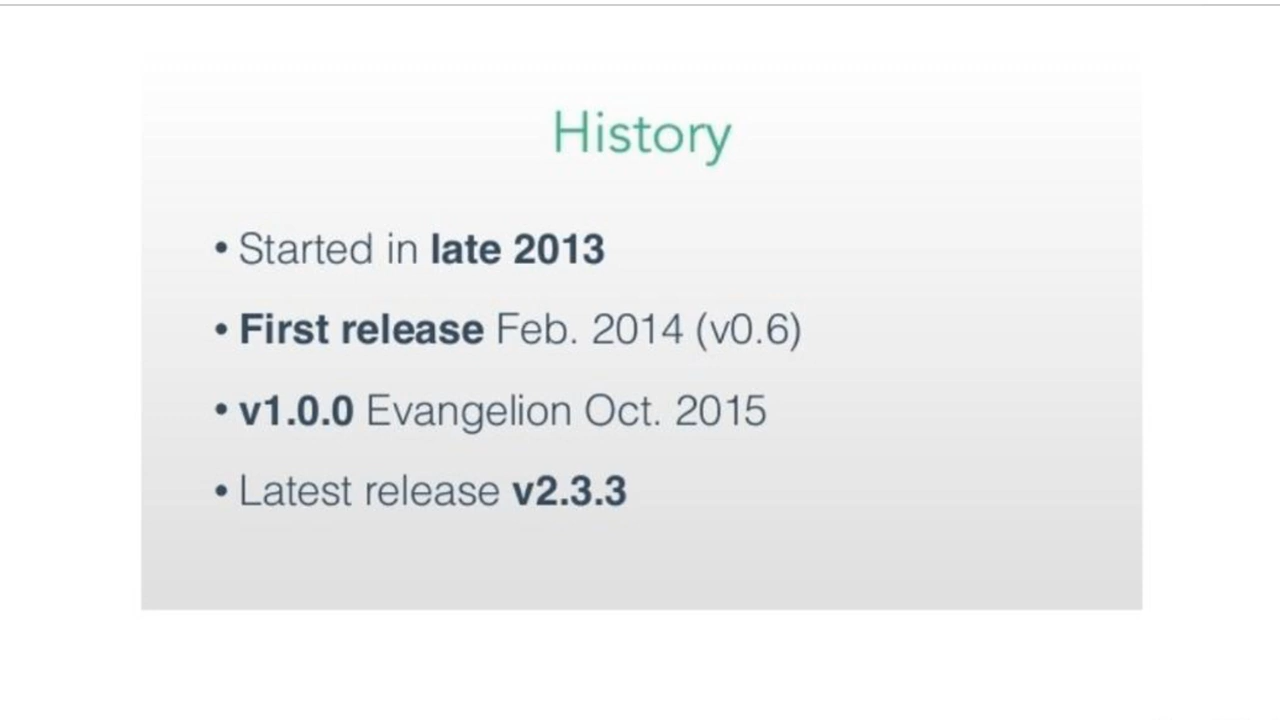 History
• Started in late 2013
• First release Feb. 2014 (v0.6)
• v1.0.0 Evangelion Oct. 2015
• Latest release v2.3.3